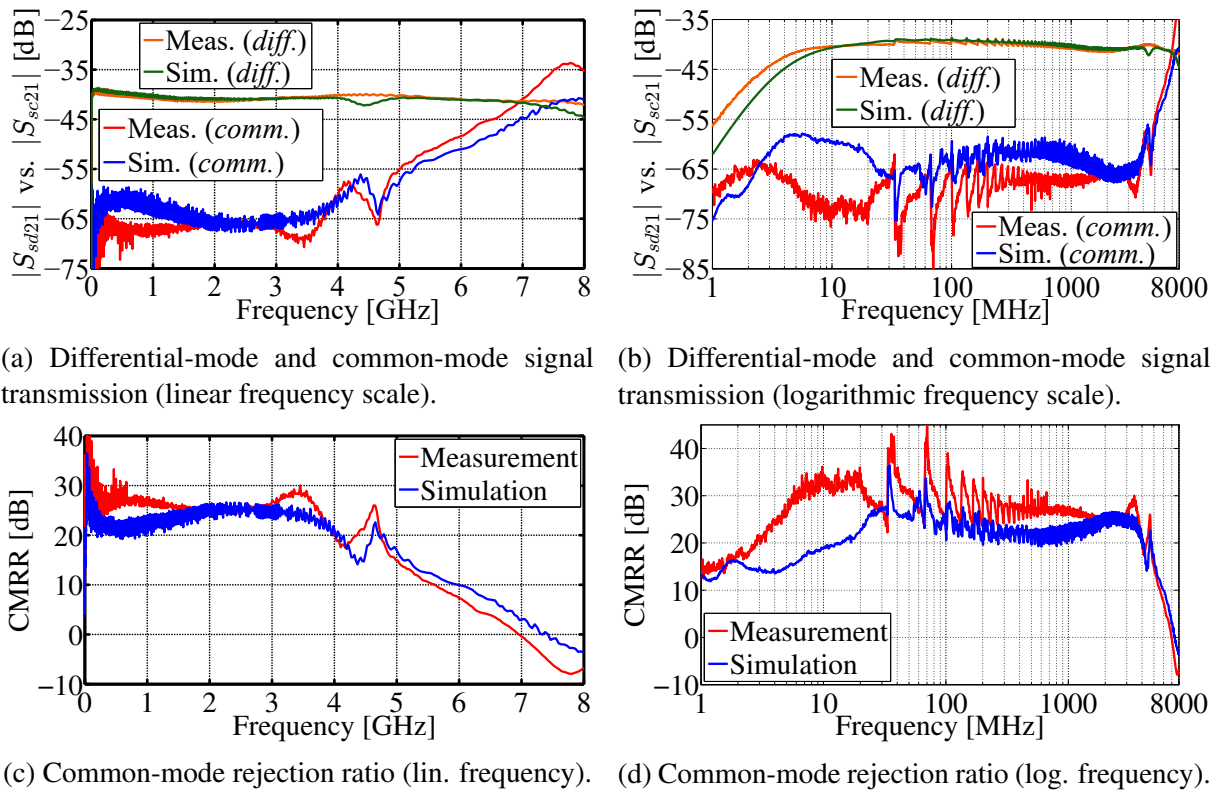 |S_sd21| vs. |S_sc21| [dB]
−25
−35
−45
−55
−65
−75
Meas. (diff.)
Sim. (diff.)
Meas. (comm.)
Sim. (comm.)
0 1 2 3 4 5 6 7 8
Frequency [GHz]
|S_sd21| vs. |S_sc21| [dB]
−35
−45
−55
−65
−75
−85
Meas. (diff.)
Sim. (diff.)
Meas. (comm.)
Sim. (comm.)
1 10 100 1000 8000
Frequency [MHz]
(a) Differential-mode and common-mode signal
transmission (linear frequency scale).
(b) Differential-mode and common-mode signal
transmission (logarithmic frequency scale).
CMRR [dB]
40
30
20
10
0
−10
Measurement
Simulation
0 1 2 3 4 5 6 7 8
Frequency [GHz]
CMRR [dB]
40
30
20
10
0
−10
Measurement
Simulation
1 10 100 1000 8000
Frequency [MHz]
(c) Common-mode rejection ratio (lin. frequency).
(d) Common-mode rejection ratio (log. frequency).